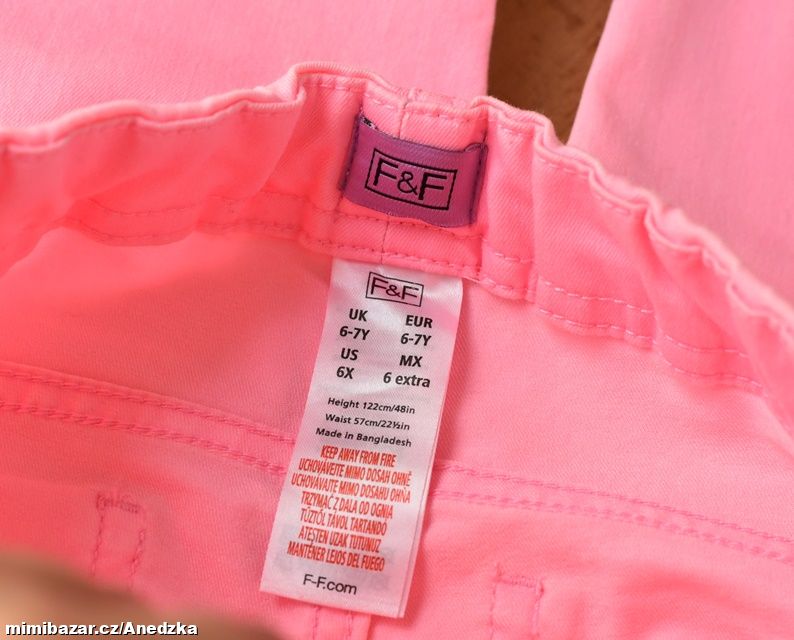 F&F
F&F
UK EUR
6-7Y 6-7Y
US MX
6X 6 extra
Height 122cm/48in
Waist 57cm/22½in
Made in Bangladesh
KEEP AWAY FROM FIRE
UCHOVÁVEJTE MIMO DOSAH OHNĚ
UCHOVÁVAJTE MIMO DOSAHU OHŇA
TRZYMAĆ Z DALA OD OGNIA
TŰZTŐL TÁVOL TARTANDÓ
ATEŞTEN UZAK TUTUNUZ
MANTENER LEJOS DEL FUEGO
F-F.com
mimibazar.cz/Anedzka